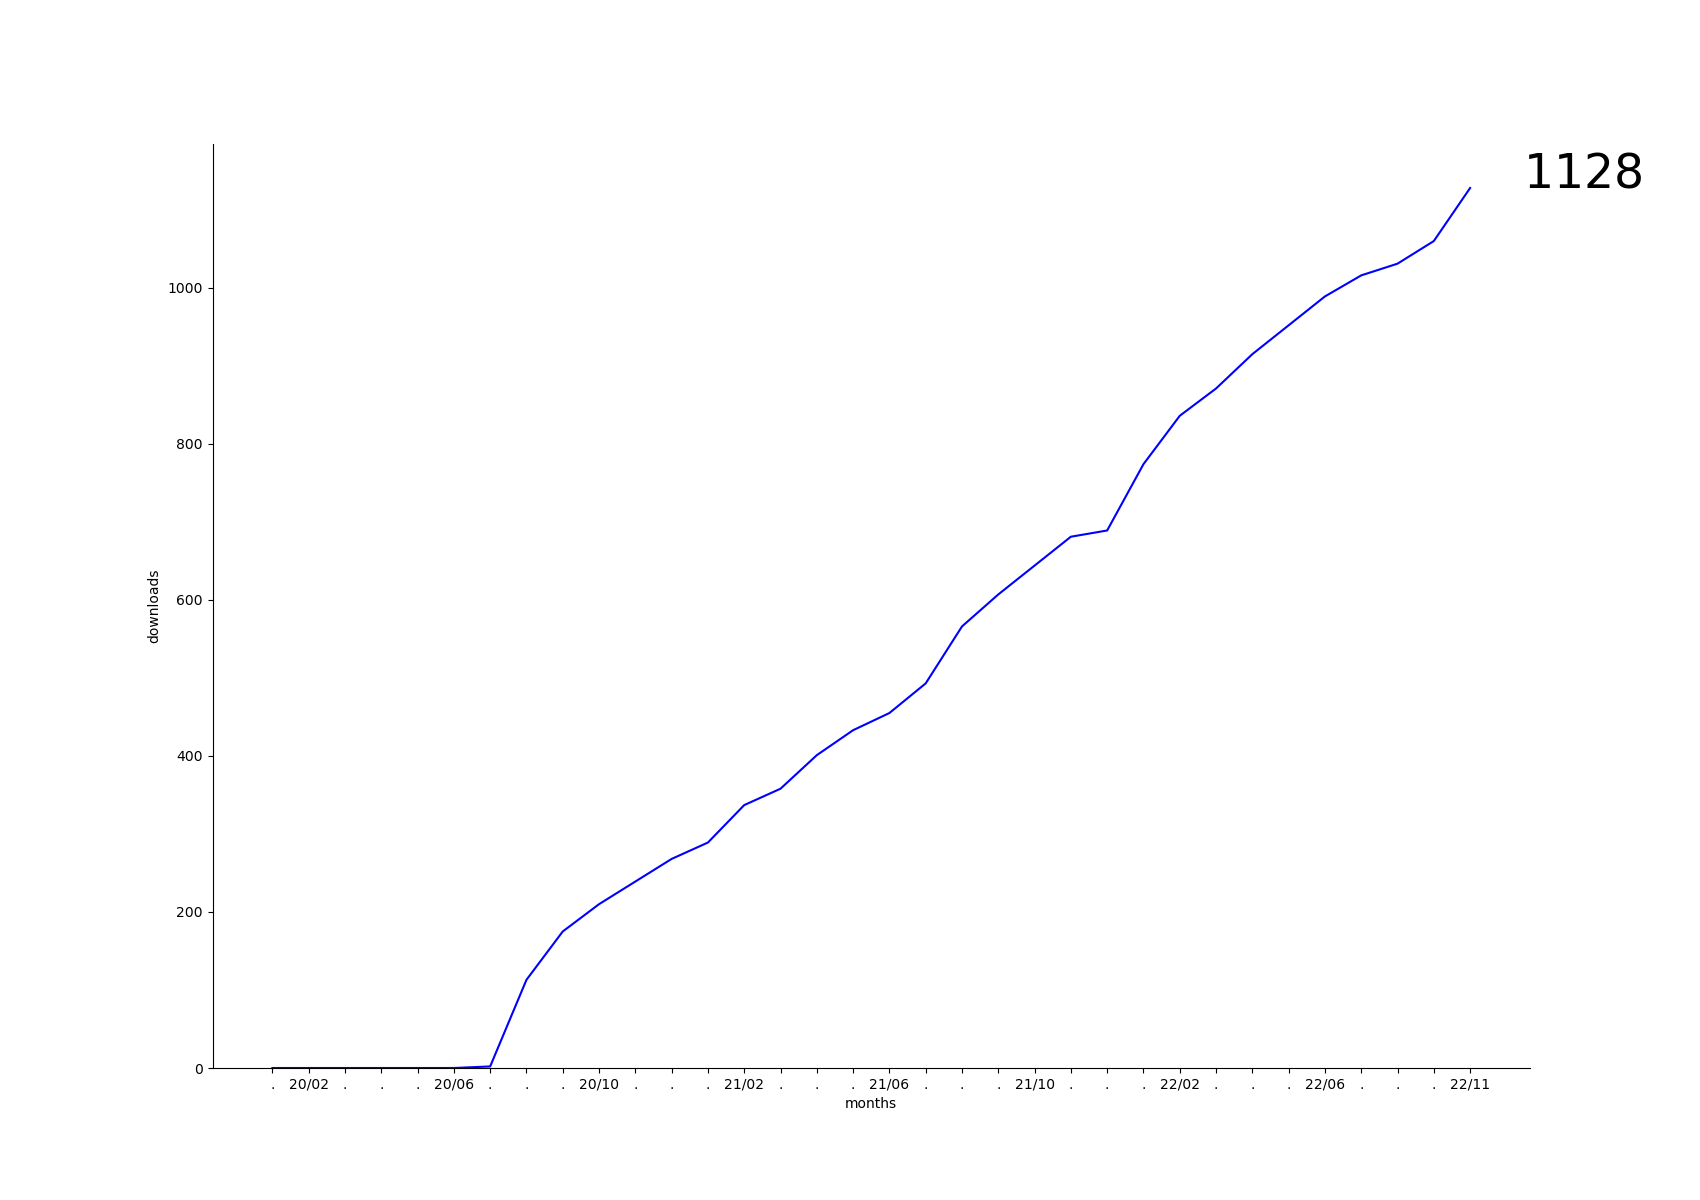 1128
1000
800
600
400
200
0
downloads
. 20/02 . . . 20/06 . . . 20/10 . . . 21/02 . . . 21/06 . . . 21/10 . . . 22/02 . . . 22/06 . . . 22/11
months